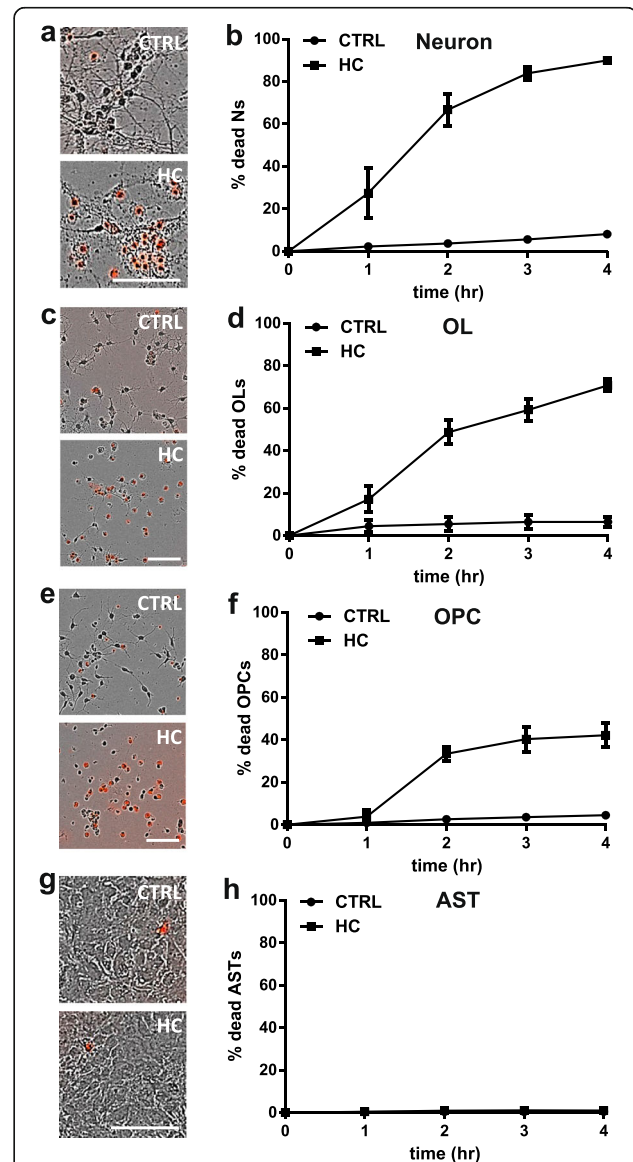 a
CTRL
HC
b
Neuron
CTRL
HC
% dead Ns
100
80
60
40
20
0
0 1 2 3 4
time (hr)
c
CTRL
HC
d
OL
CTRL
HC
% dead OLs
100
80
60
40
20
0
0 1 2 3 4
time (hr)
e
CTRL
HC
f
OPC
CTRL
HC
% dead OPCs
100
80
60
40
20
0
0 1 2 3 4
time (hr)
g
CTRL
HC
h
AST
CTRL
HC
% dead ASTs
100
80
60
40
20
0
0 1 2 3 4
time (hr)